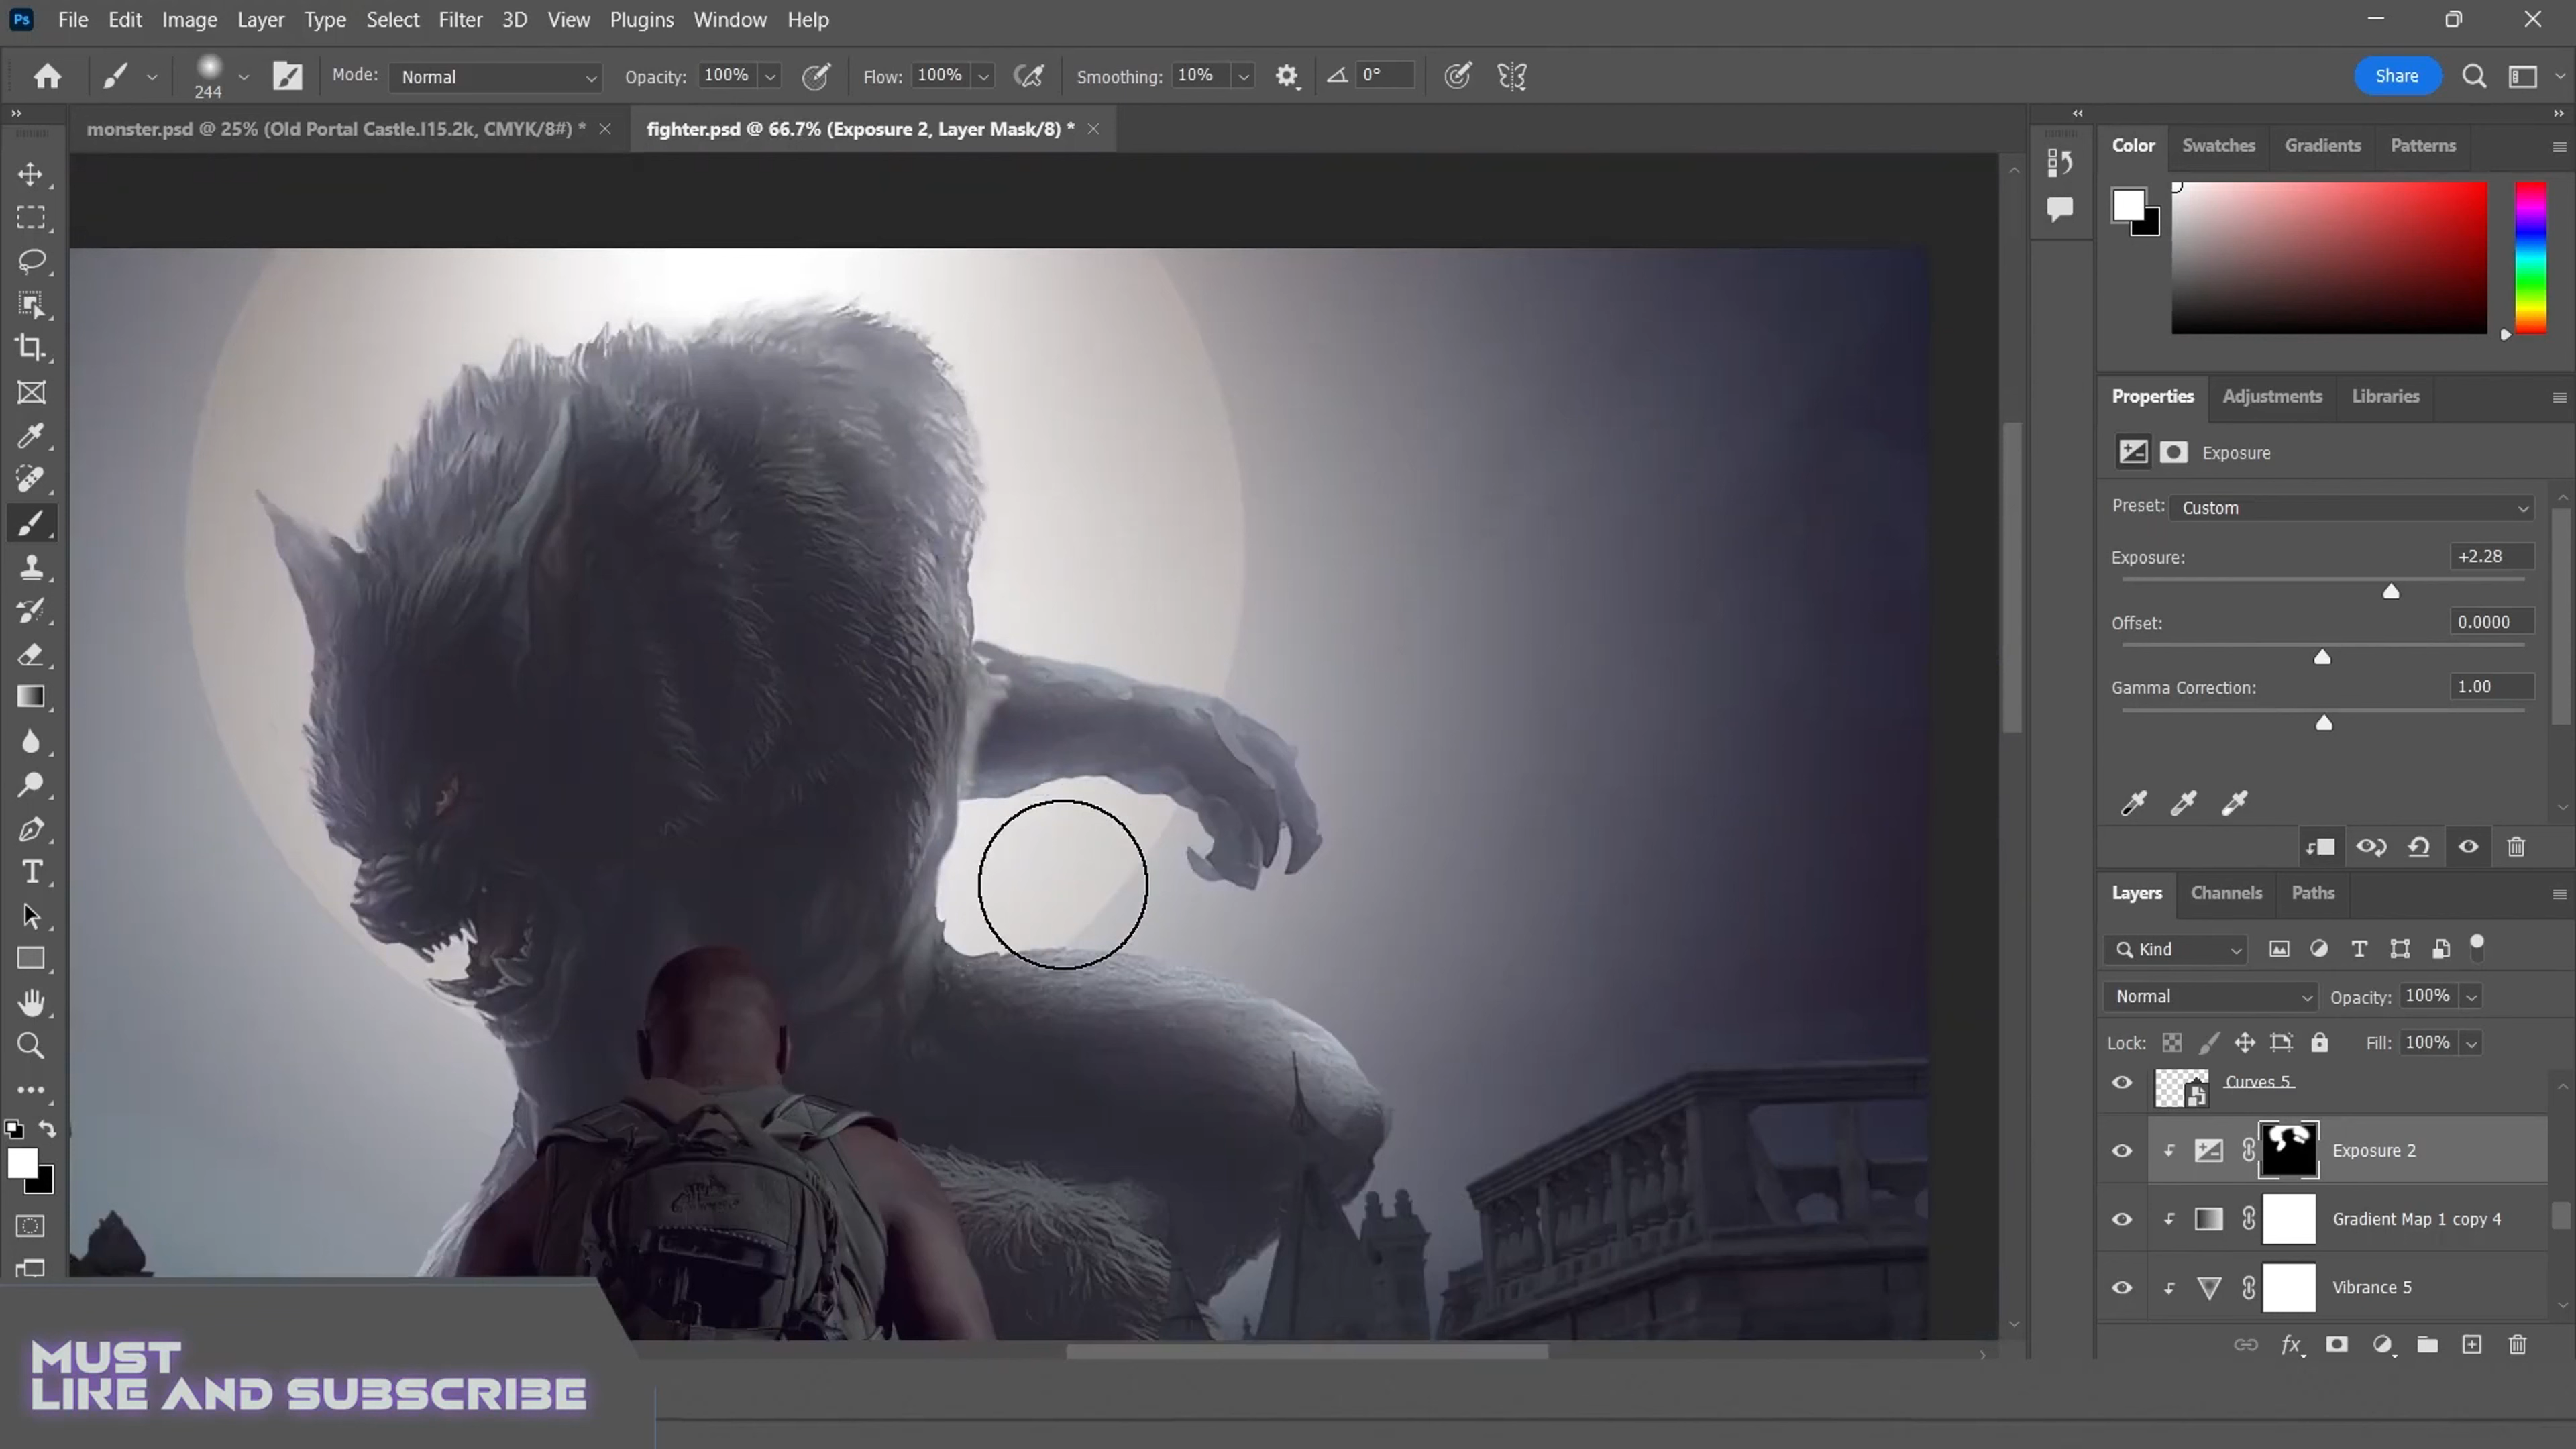 Ps File Edit Image Layer Type Select Filter 3D View Plugins Window Help
244 Mode: Normal Opacity: 100% Flow: 100% Smoothing: 10% 0° Share
monster.psd @ 25% (Old Portal Castle.l15.2k, CMYK/8#) * fighter.psd @ 66.7% (Exposure 2, Layer Mask/8) *
Color Swatches Gradients Patterns
Properties Adjustments Libraries
Exposure
Preset: Custom
Exposure: +2.28
Offset: 0.0000
Gamma Correction: 1.00
Layers Channels Paths
Kind
Normal Opacity: 100%
Lock: Fill: 100%
Curves 5
Exposure 2
Gradient Map 1 copy 4
Vibrance 5
fx
MUST
LIKE AND SUBSCRIBE